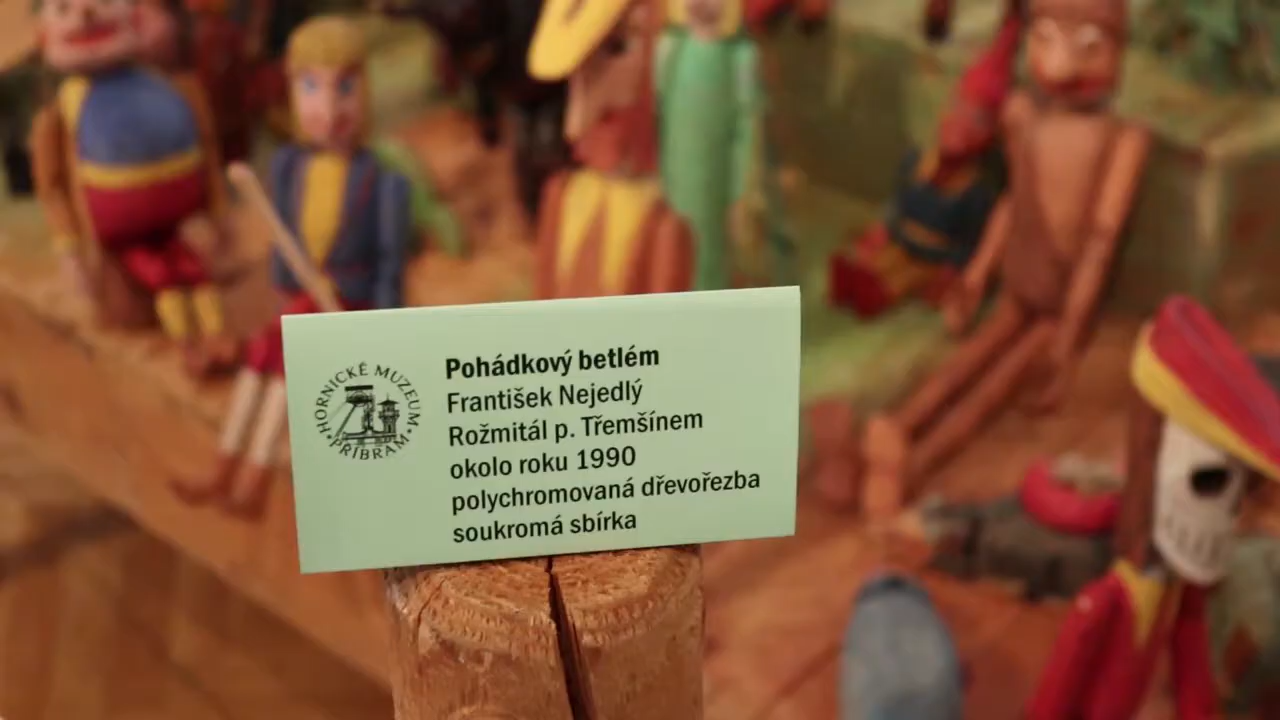 HORNICKÉ MUZEUM
PŘÍBRAM
Pohádkový betlém
František Nejedlý
Rožmitál p. Třemšínem
okolo roku 1990
polychromovaná dřevořezba
soukromá sbírka